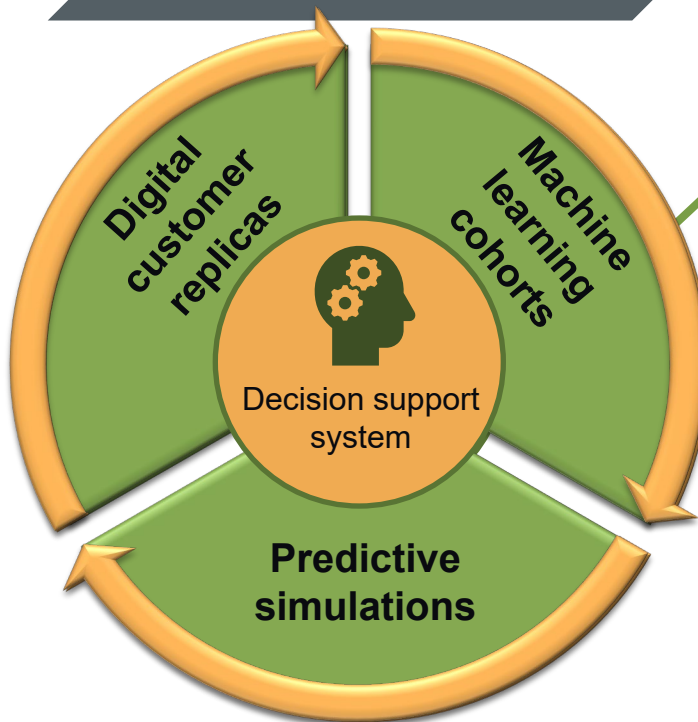 Digital
customer
replicas
Machine
learning
cohorts
Decision support
system
Predictive
simulations